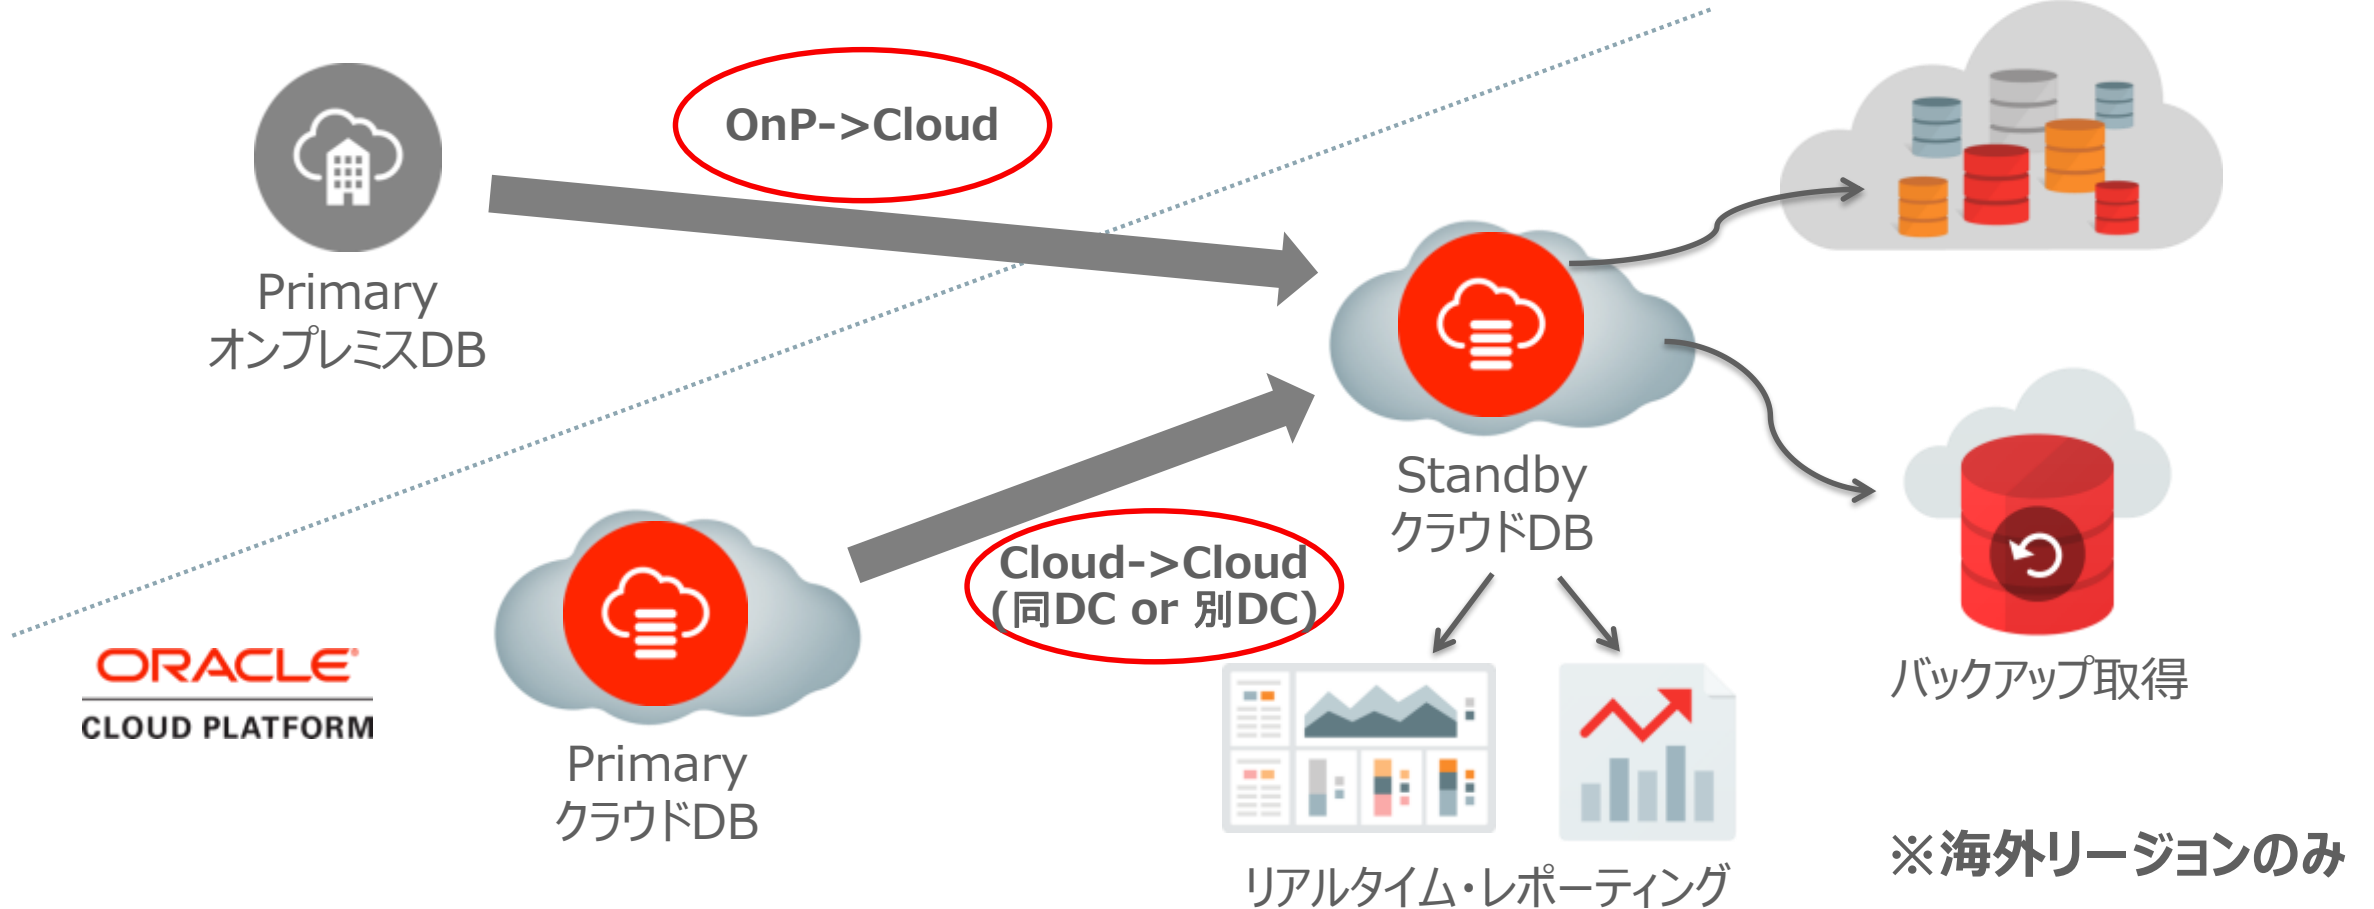 OnP->Cloud
Primary
オンプレミスDB
Standby
クラウドDB
Cloud->Cloud
(同DC or 別DC)
ORACLE
CLOUD PLATFORM
Primary
クラウドDB
バックアップ取得
リアルタイム・レポーティング
※海外リージョンのみ